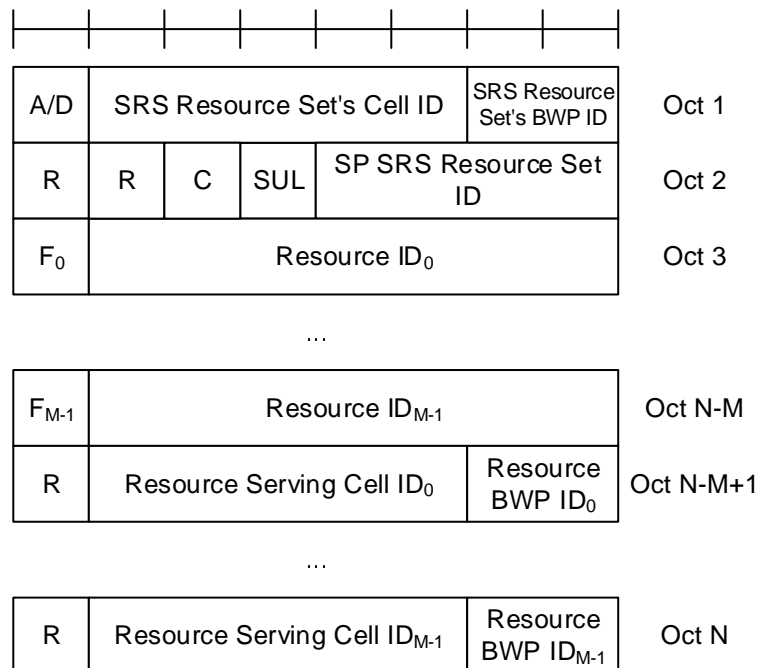 A/D SRS Resource Set's Cell ID SRS Resource Set's BWP ID Oct 1
R R C SUL SP SRS Resource Set ID Oct 2
F0 Resource ID0 Oct 3
...
FM-1 Resource IDM-1 Oct N-M
R Resource Serving Cell ID0 Resource BWP ID0 Oct N-M+1
...
R Resource Serving Cell IDM-1 Resource BWP IDM-1 Oct N